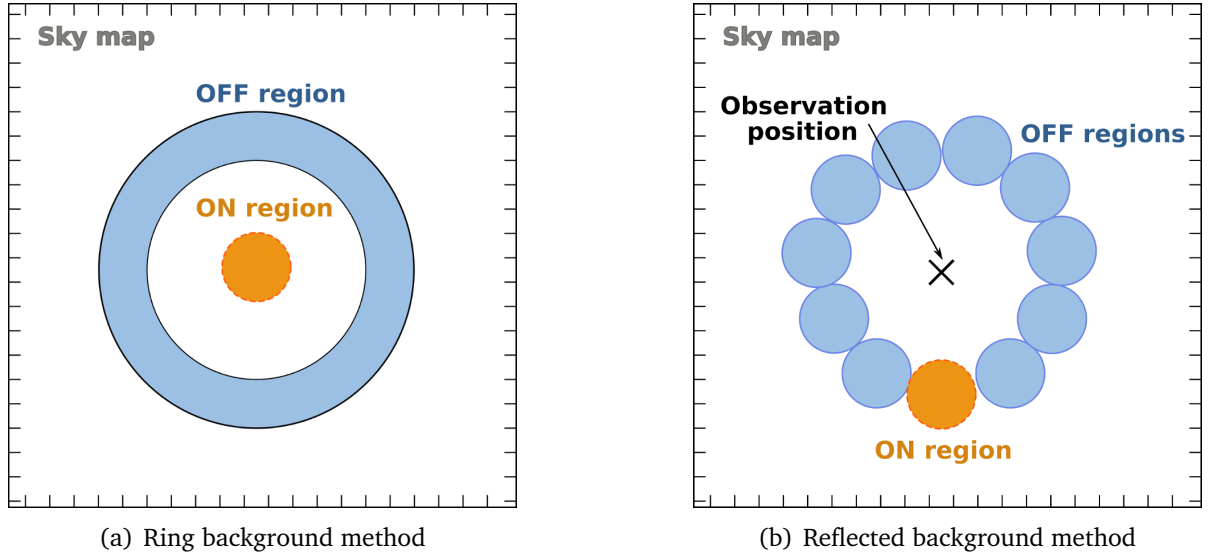 Sky map
OFF region
ON region
(a) Ring background method
Sky map
Observation
position
OFF regions
ON region
(b) Reflected background method